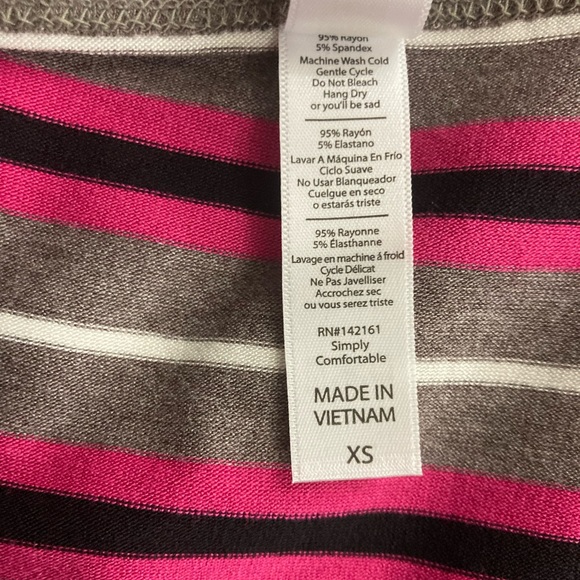 95% Rayon
5% Spandex
Machine Wash Cold
Gentle Cycle
Do Not Bleach
Hang Dry
or you'll be sad
95% Rayón
5% Elastano
Lavar A Máquina En Frio
Ciclo Suave
No Usar Blanqueador
Cuelgue en seco
o estarás triste
95% Rayonne
5% Élasthanne
Lavage en machine á froid
Cycle Délicat
Ne Pas Javelliser
Accrochez sec
ou vous serez triste
RN#142161
Simply
Comfortable
MADE IN
VIETNAM
XS